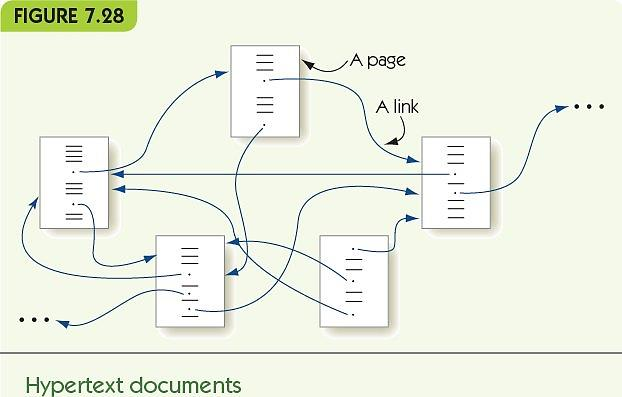 FIGURE 7.28
A page
A link
...
...
Hypertext documents